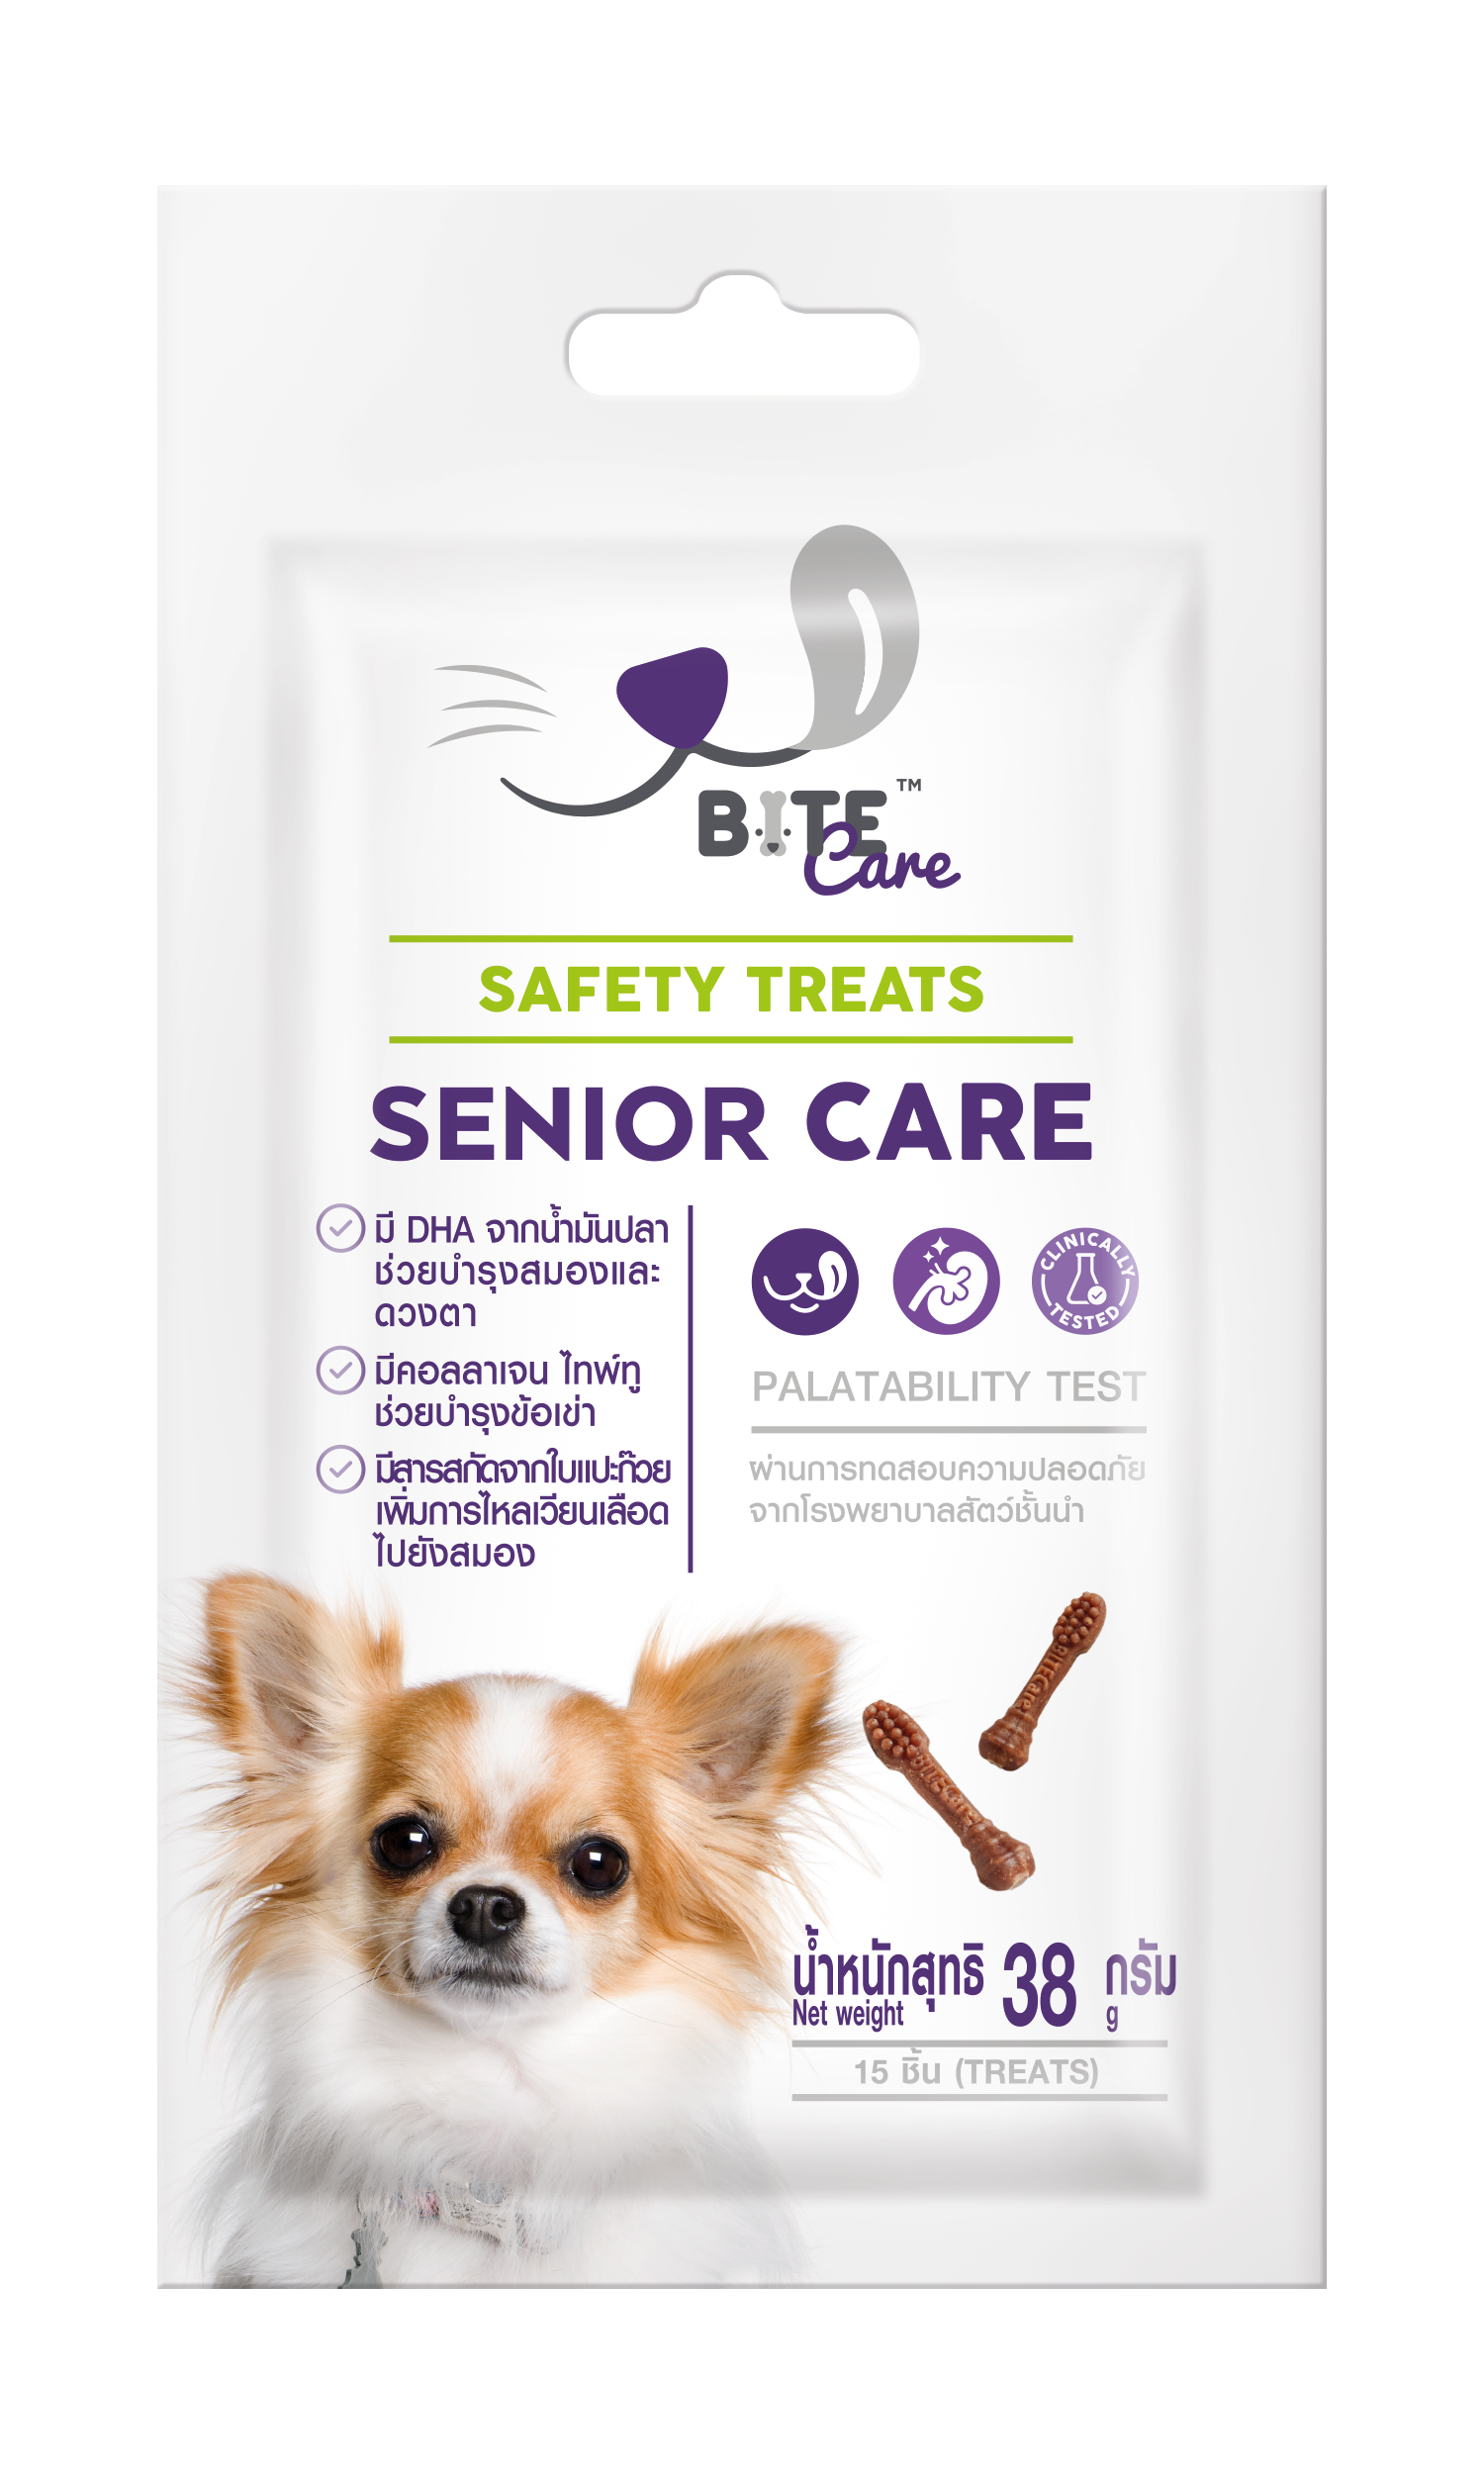 BITE™
Care
SAFETY TREATS
SENIOR CARE
มี DHA จากน้ำมันปลา
ช่วยบำรุงสมองและ
ดวงตา
มีคอลลาเจน ไทพ์ทู
ช่วยบำรุงข้อเข่า
มีสารสกัดจากใบแปะก๊วย
เพิ่มการไหลเวียนเลือด
ไปยังสมอง
CLINICALLY
TESTED
PALATABILITY TEST
ผ่านการทดสอบความปลอดภัย
จากโรงพยาบาลสัตว์ชั้นนำ
BITECare
น้ำหนักสุทธิ 38 กรัม
Net weight g
15 ชิ้น (TREATS)